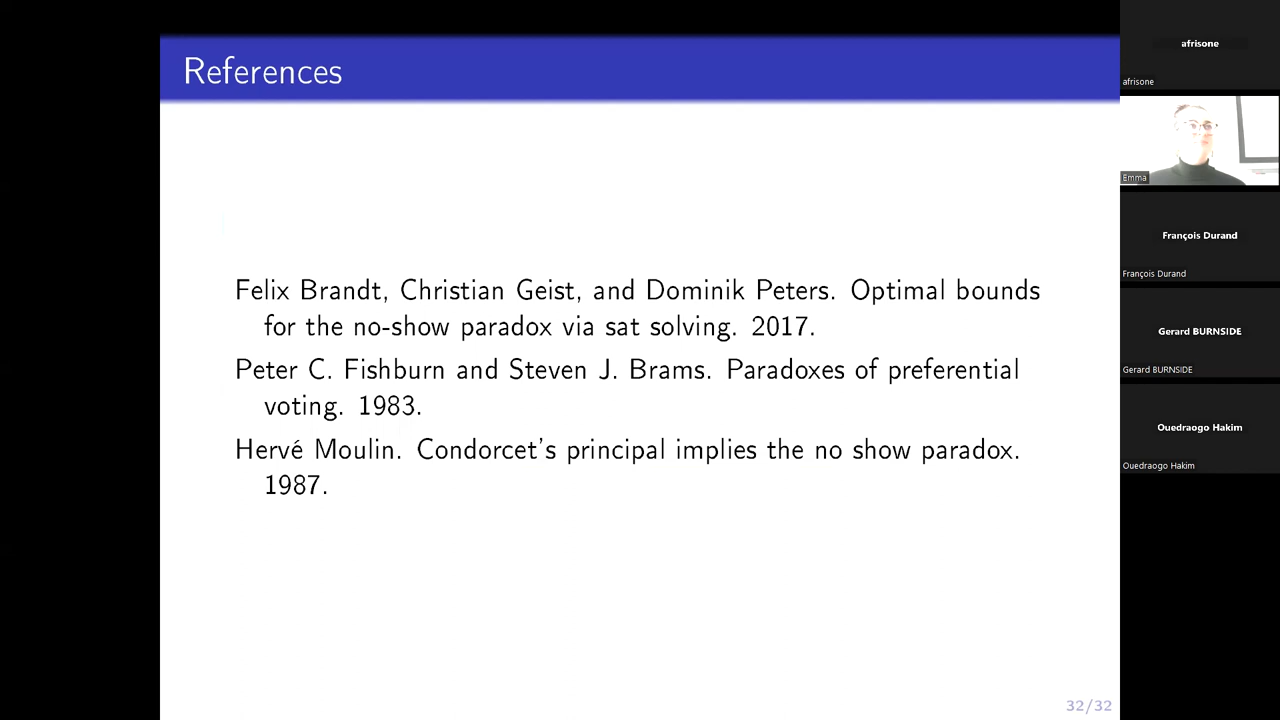 References
Felix Brandt, Christian Geist, and Dominik Peters. Optimal bounds
for the no-show paradox via sat solving. 2017.
Peter C. Fishburn and Steven J. Brams. Paradoxes of preferential
voting. 1983.
Hervé Moulin. Condorcet's principal implies the no show paradox.
1987.
32/32
afrisone
afrisone
Emma
François Durand
François Durand
Gerard BURNSIDE
Gerard BURNSIDE
Ouedraogo Hakim
Ouedraogo Hakim